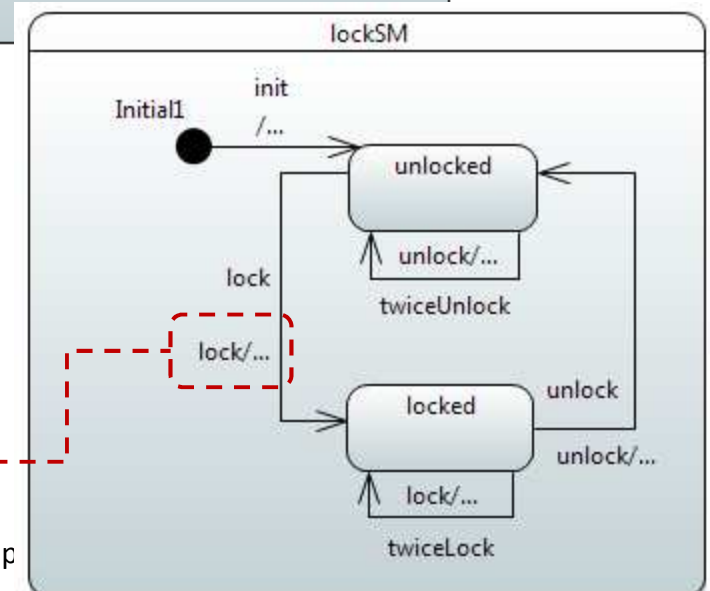 lockSM
init
Initial1
/...
unlocked
unlock/...
lock
twiceUnlock
lock/...
locked
unlock
unlock/...
lock/...
twiceLock
p